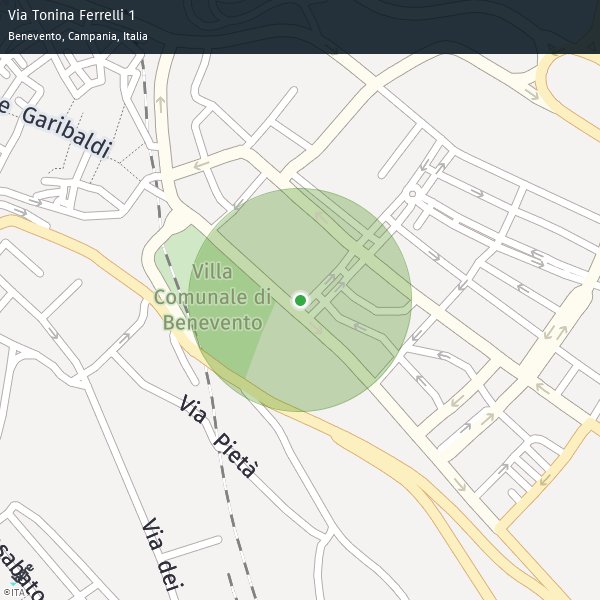 Via Tonina Ferrelli 1
Benevento, Campania, Italia
e Garibaldi
Villa
Comunale di
Benevento
Via Pietà
Via dei
sabato
©ITA